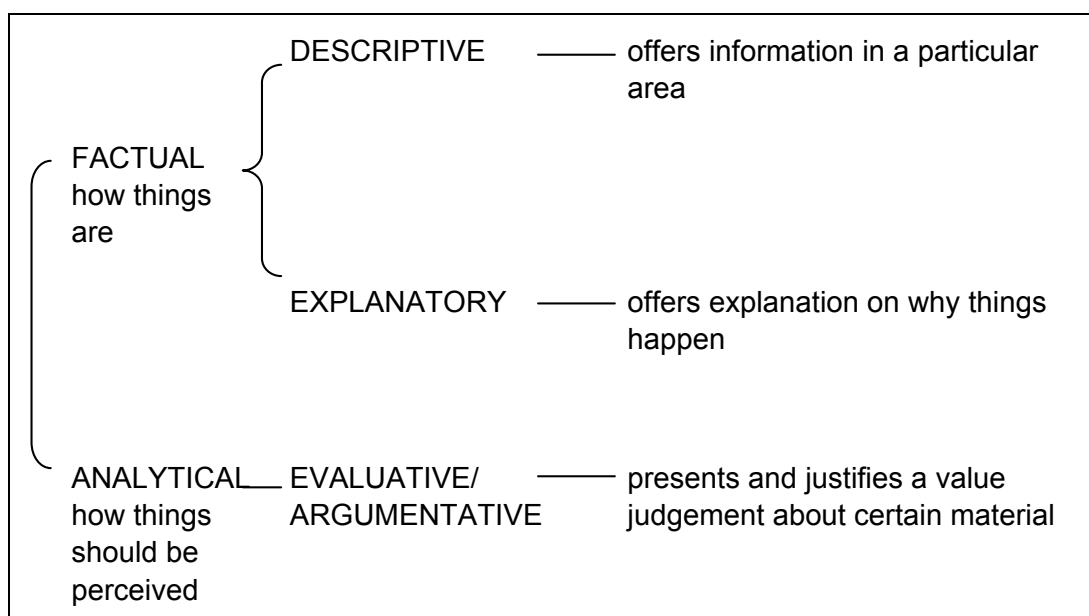 DESCRIPTIVE
offers information in a particular
area
FACTUAL
how things
are
EXPLANATORY
offers explanation on why things
happen
ANALYTICAL
how things
should be
perceived
EVALUATIVE/
ARGUMENTATIVE
presents and justifies a value
judgement about certain material